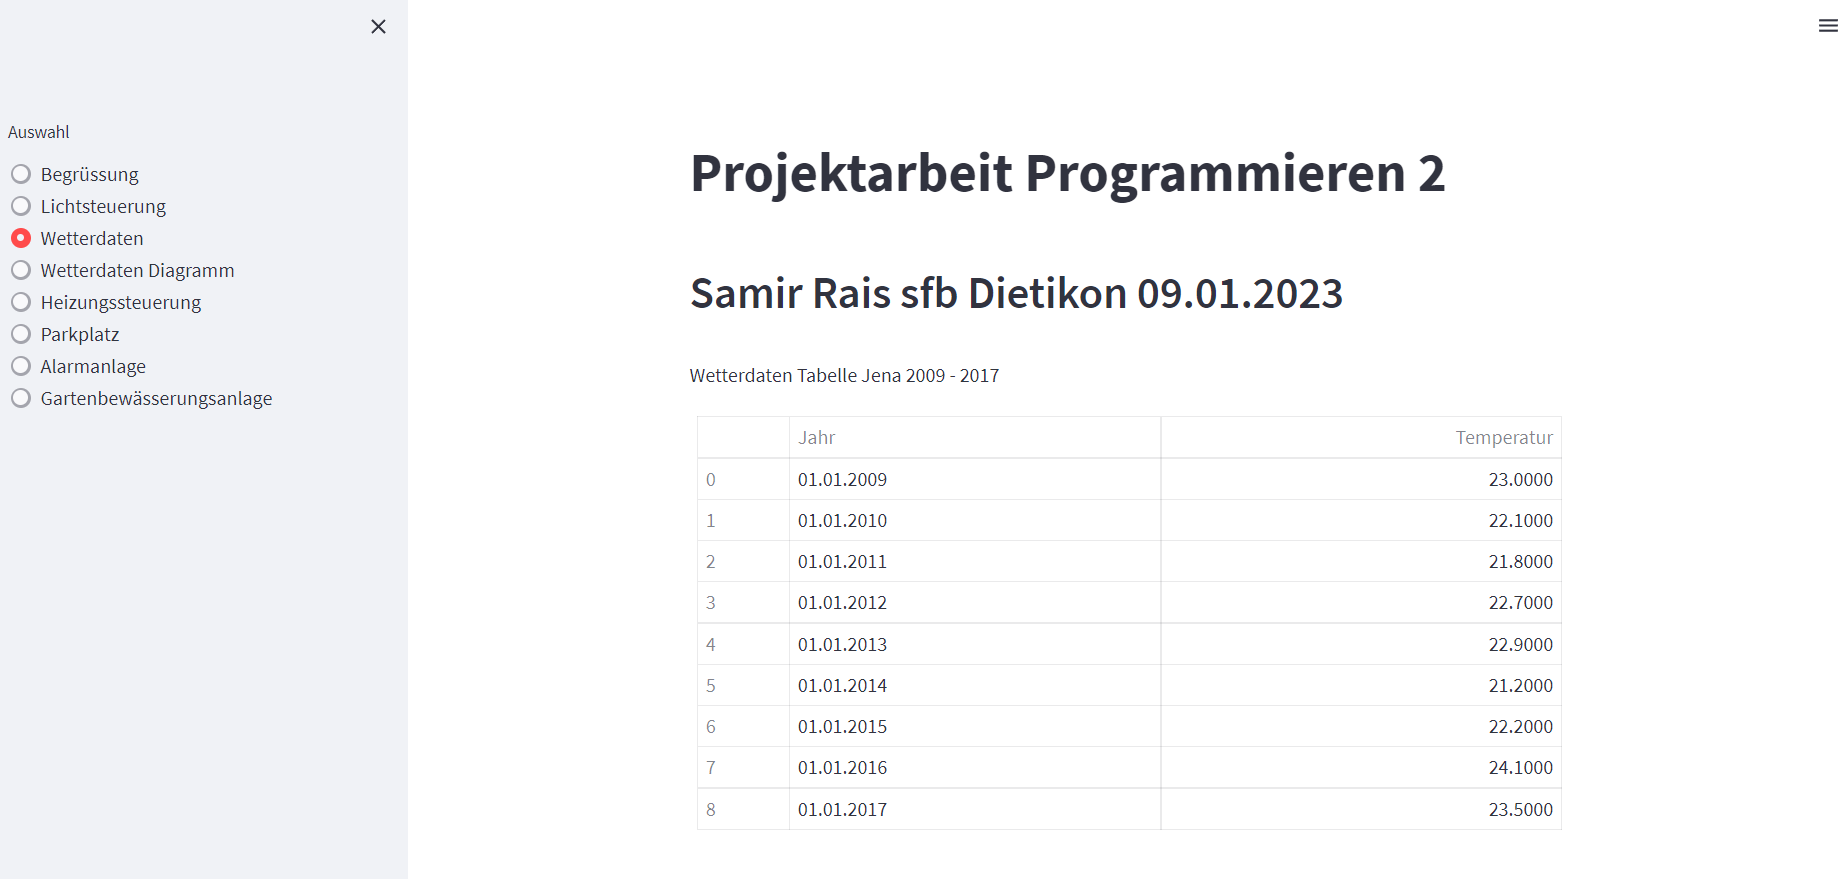 Auswahl
Begrüssung
Lichtsteuerung
Wetterdaten
Wetterdaten Diagramm
Heizungssteuerung
Parkplatz
Alarmanlage
Gartenbewässerungsanlage
Projektarbeit Programmieren 2
Samir Rais sfb Dietikon 09.01.2023
Wetterdaten Tabelle Jena 2009 - 2017
Jahr Temperatur
0 01.01.2009 23.0000
1 01.01.2010 22.1000
2 01.01.2011 21.8000
3 01.01.2012 22.7000
4 01.01.2013 22.9000
5 01.01.2014 21.2000
6 01.01.2015 22.2000
7 01.01.2016 24.1000
8 01.01.2017 23.5000